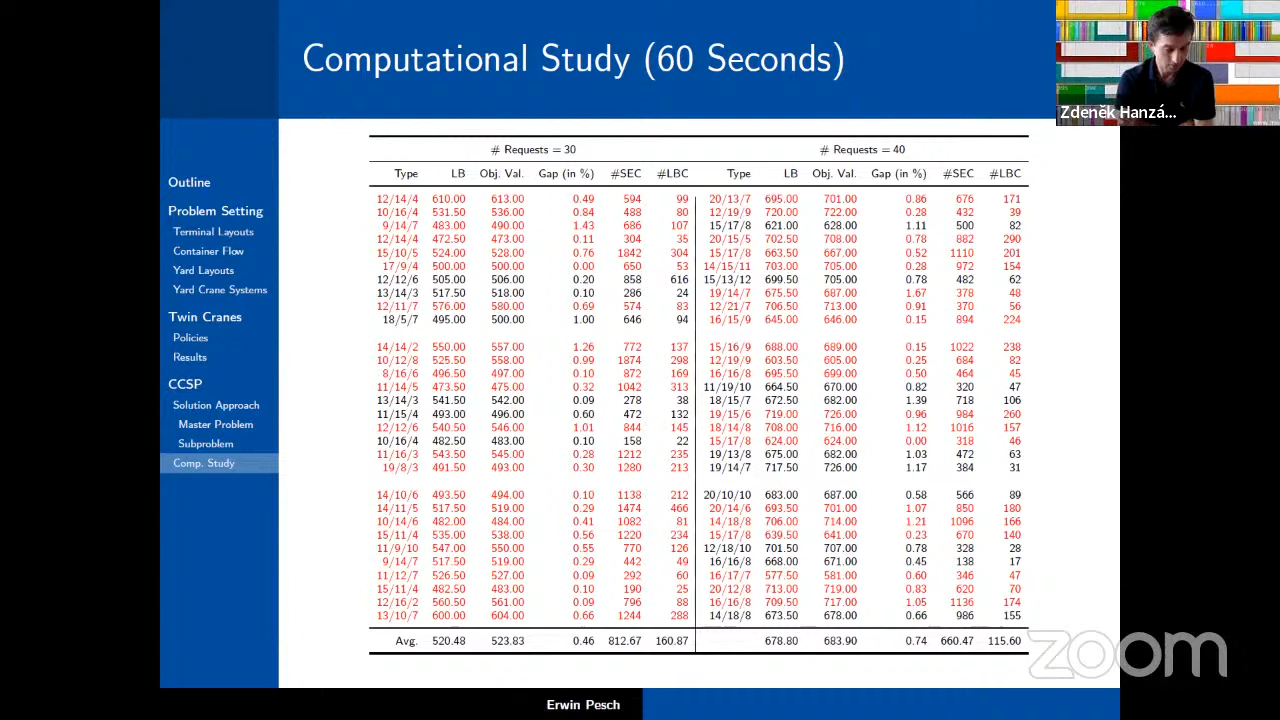 Computational Study (60 Seconds)
Zdeněk Hanzá...
Outline
Problem Setting
Terminal Layouts
Container Flow
Yard Layouts
Yard Crane Systems
Twin Cranes
Policies
Results
CCSP
Solution Approach
Master Problem
Subproblem
Comp. Study
# Requests = 30 # Requests = 40
Type LB Obj. Val. Gap (in %) #SEC #LBC Type LB Obj. Val. Gap (in %) #SEC #LBC
12/14/4 610.00 613.00 0.49 594 99 20/13/7 695.00 701.00 0.86 676 171
10/16/4 531.50 536.00 0.84 488 80 12/19/9 720.00 722.00 0.28 432 39
9/14/7 483.00 490.00 1.43 686 107 15/17/8 621.00 628.00 1.11 500 82
12/14/4 472.50 473.00 0.11 304 35 20/15/5 702.50 708.00 0.78 882 290
15/10/5 524.00 528.00 0.76 1842 304 15/17/8 663.50 667.00 0.52 1110 201
17/9/4 500.00 500.00 0.00 650 53 14/15/11 703.00 705.00 0.28 972 154
12/12/6 505.00 506.00 0.20 858 616 15/13/12 699.50 705.00 0.78 482 62
13/14/3 517.50 518.00 0.10 286 24 19/14/7 675.50 687.00 1.67 378 48
12/11/7 576.00 580.00 0.69 574 83 12/21/7 706.50 713.00 0.91 370 56
18/5/7 495.00 500.00 1.00 646 94 16/15/9 645.00 646.00 0.15 894 224
14/14/2 550.00 557.00 1.26 772 137 15/16/9 688.00 689.00 0.15 1022 238
10/12/8 525.50 558.00 0.99 1874 298 12/19/9 603.50 605.00 0.25 684 82
8/16/6 496.50 497.00 0.10 872 169 16/16/8 695.50 699.00 0.50 464 45
11/14/5 473.50 475.00 0.32 1042 313 11/19/10 664.50 670.00 0.82 320 47
13/14/3 541.50 542.00 0.09 278 38 18/15/7 672.50 682.00 1.39 718 106
11/15/4 493.00 496.00 0.60 472 132 19/15/6 719.00 726.00 0.96 984 260
12/12/6 540.50 546.00 1.01 844 145 18/14/8 708.00 716.00 1.12 1016 157
10/16/4 482.50 483.00 0.10 158 22 15/17/8 624.00 624.00 0.00 318 46
11/16/3 543.50 545.00 0.28 1212 235 19/13/8 675.00 682.00 1.03 472 63
19/8/3 491.50 493.00 0.30 1280 213 19/14/7 717.50 726.00 1.17 384 31
14/10/6 493.50 494.00 0.10 1138 212 20/10/10 683.00 687.00 0.58 566 89
14/11/5 517.50 519.00 0.29 1474 466 20/14/6 693.50 701.00 1.07 850 180
10/14/6 482.00 484.00 0.41 1082 81 14/18/8 706.00 714.00 1.21 1096 166
15/11/4 535.00 538.00 0.56 1220 234 15/17/8 639.50 641.00 0.23 670 140
11/9/10 547.00 550.00 0.55 770 126 12/18/10 701.50 707.00 0.78 328 28
9/14/7 517.50 519.00 0.29 442 49 16/16/8 668.00 671.00 0.45 138 17
11/12/7 526.50 527.00 0.09 292 60 16/17/7 577.50 581.00 0.60 346 47
15/11/4 482.50 483.00 0.10 190 25 20/12/8 713.00 719.00 0.83 620 70
12/16/2 560.50 561.00 0.09 796 88 16/16/8 709.50 717.00 1.05 1136 174
13/10/7 600.00 604.00 0.66 1244 288 14/18/8 673.50 678.00 0.66 986 155
Avg. 520.48 523.83 0.46 812.67 160.87 678.80 683.90 0.74 660.47 115.60
zoom
Erwin Pesch